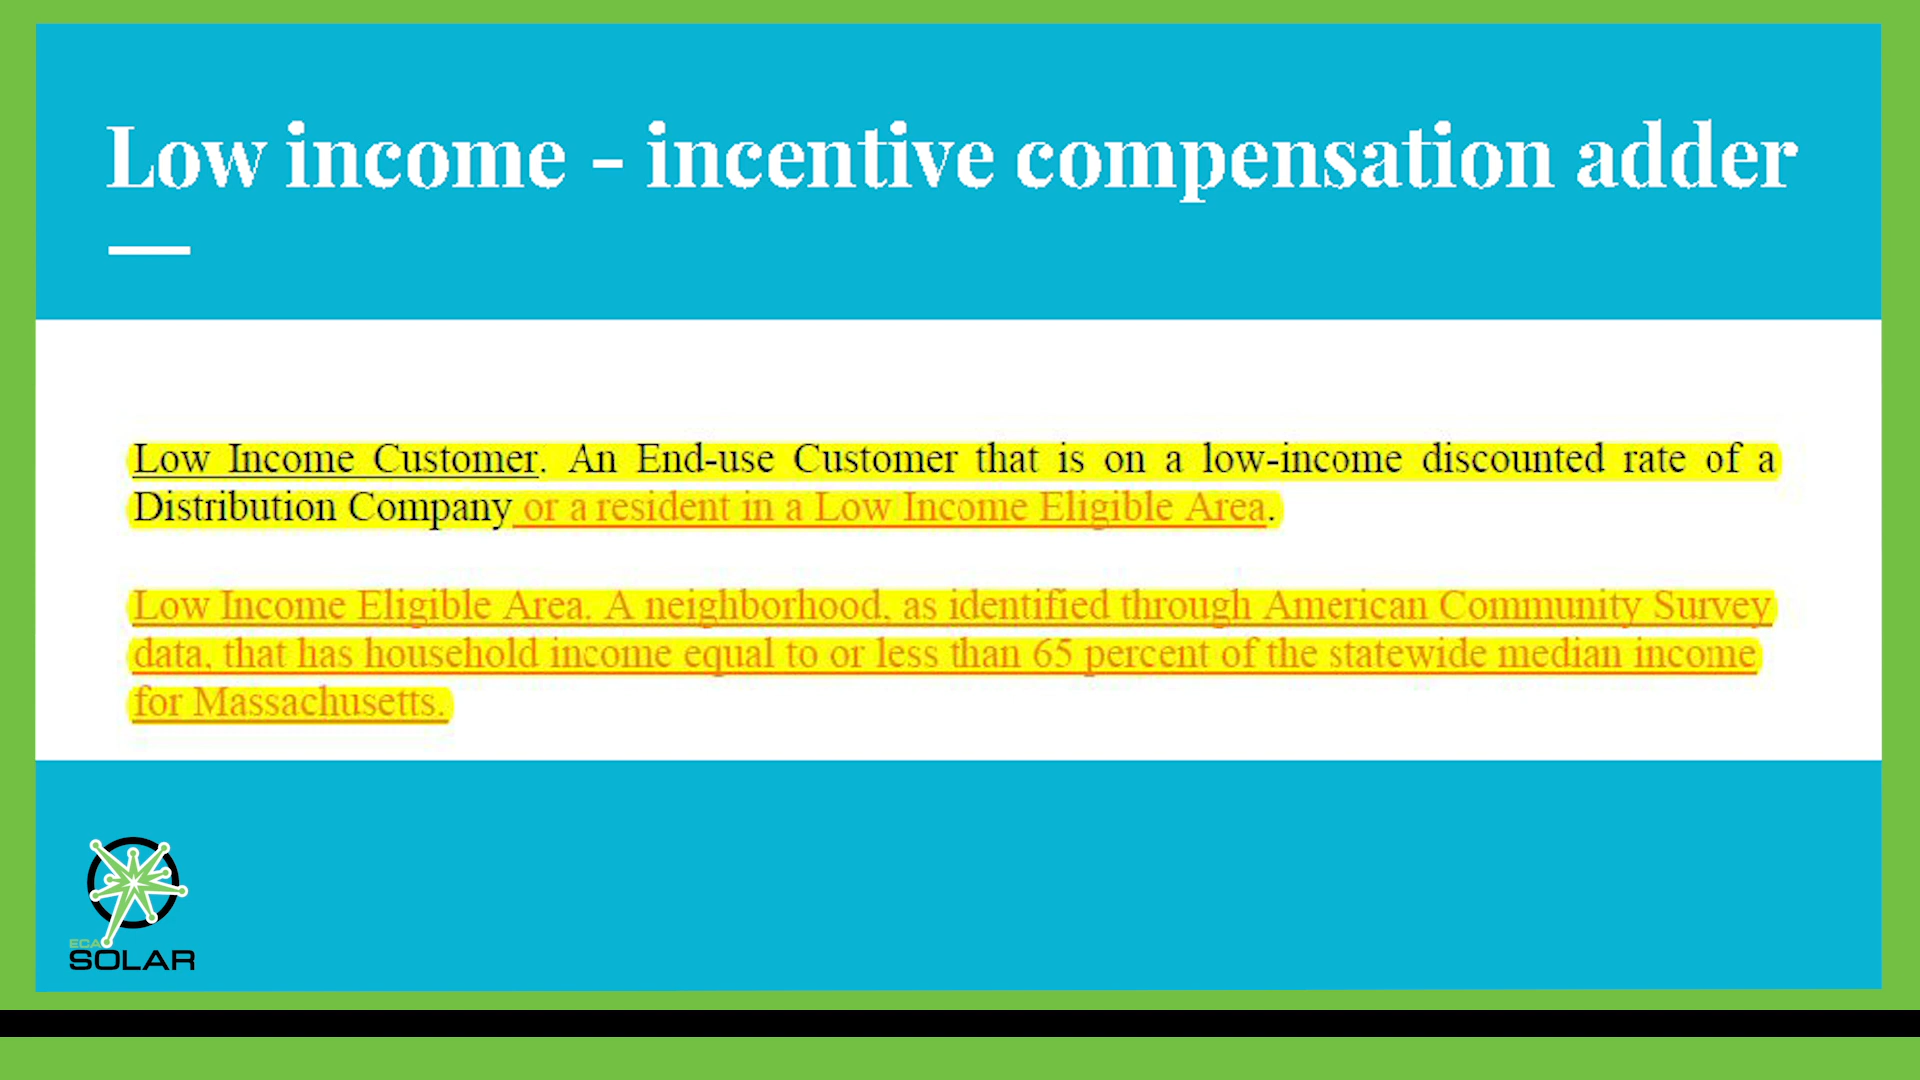 Low income - incentive compensation adder
Low Income Customer. An End-use Customer that is on a low-income discounted rate of a
Distribution Company or a resident in a Low Income Eligible Area.
Low Income Eligible Area. A neighborhood, as identified through American Community Survey
data, that has household income equal to or less than 65 percent of the statewide median income
for Massachusetts.
ECA
SOLAR